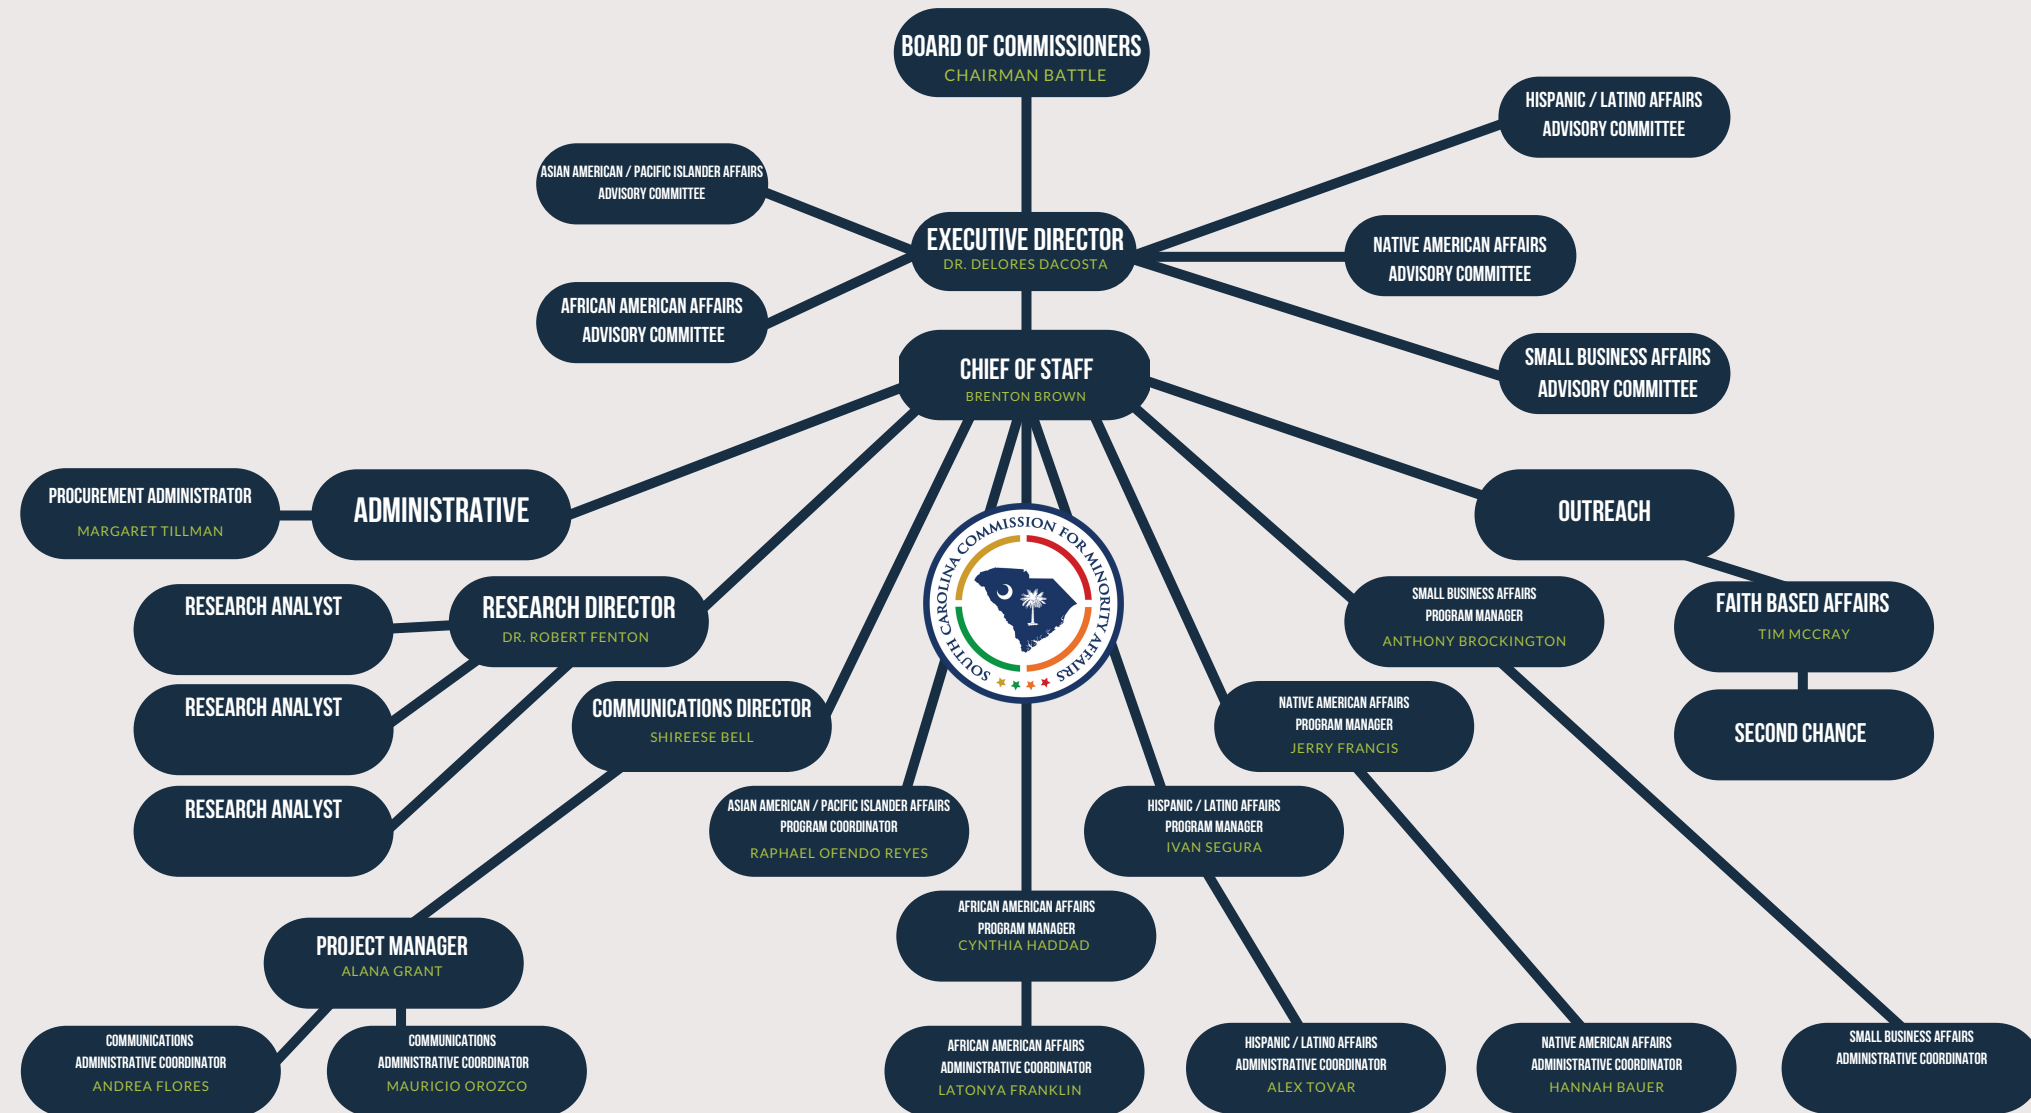 BOARD OF COMMISSIONERS
CHAIRMAN BATTLE
HISPANIC / LATINO AFFAIRS
ADVISORY COMMITTEE
ASIAN AMERICAN / PACIFIC ISLANDER AFFAIRS
ADVISORY COMMITTEE
EXECUTIVE DIRECTOR
DR. DELORES DACOSTA
NATIVE AMERICAN AFFAIRS
ADVISORY COMMITTEE
AFRICAN AMERICAN AFFAIRS
ADVISORY COMMITTEE
CHIEF OF STAFF
BRENTON BROWN
SMALL BUSINESS AFFAIRS
ADVISORY COMMITTEE
PROCUREMENT ADMINISTRATOR
MARGARET TILLMAN
ADMINISTRATIVE
OUTREACH
SOUTH CAROLINA COMMISSION FOR MINORITY AFFAIRS
RESEARCH ANALYST
RESEARCH DIRECTOR
DR. ROBERT FENTON
SMALL BUSINESS AFFAIRS
PROGRAM MANAGER
ANTHONY BROCKINGTON
FAITH BASED AFFAIRS
TIM MCCRAY
RESEARCH ANALYST
COMMUNICATIONS DIRECTOR
SHIREESE BELL
NATIVE AMERICAN AFFAIRS
PROGRAM MANAGER
JERRY FRANCIS
SECOND CHANCE
RESEARCH ANALYST
ASIAN AMERICAN / PACIFIC ISLANDER AFFAIRS
PROGRAM COORDINATOR
RAPHAEL OFENDO REYES
HISPANIC / LATINO AFFAIRS
PROGRAM MANAGER
IVAN SEGURA
AFRICAN AMERICAN AFFAIRS
PROGRAM MANAGER
CYNTHIA HADDAD
PROJECT MANAGER
ALANA GRANT
COMMUNICATIONS
ADMINISTRATIVE COORDINATOR
ANDREA FLORES
COMMUNICATIONS
ADMINISTRATIVE COORDINATOR
MAURICIO OROZCO
AFRICAN AMERICAN AFFAIRS
ADMINISTRATIVE COORDINATOR
LATONYA FRANKLIN
HISPANIC / LATINO AFFAIRS
ADMINISTRATIVE COORDINATOR
ALEX TOVAR
NATIVE AMERICAN AFFAIRS
ADMINISTRATIVE COORDINATOR
HANNAH BAUER
SMALL BUSINESS AFFAIRS
ADMINISTRATIVE COORDINATOR